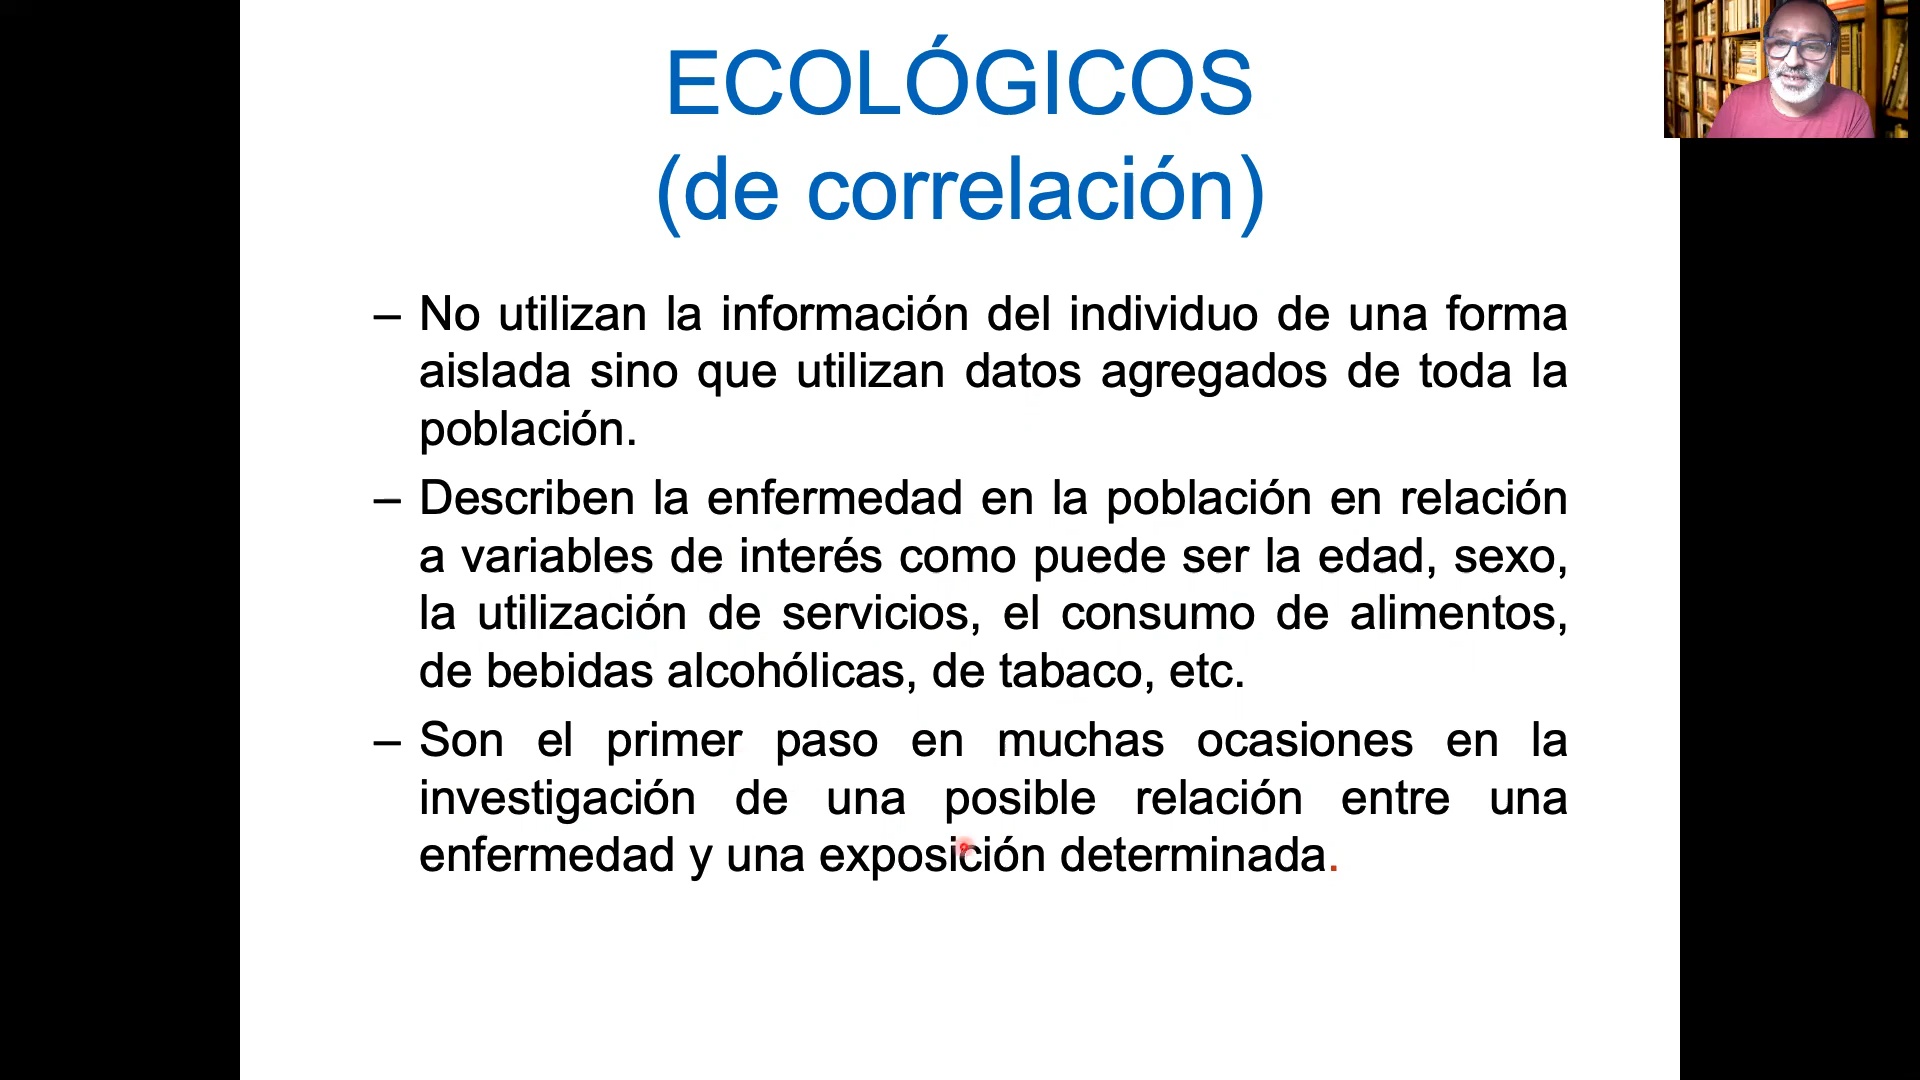 ECOLÓGICOS
(de correlación)
– No utilizan la información del individuo de una forma
aislada sino que utilizan datos agregados de toda la
población.
– Describen la enfermedad en la población en relación
a variables de interés como puede ser la edad, sexo,
la utilización de servicios, el consumo de alimentos,
de bebidas alcohólicas, de tabaco, etc.
– Son el primer paso en muchas ocasiones en la
investigación de una posible relación entre una
enfermedad y una exposición determinada.